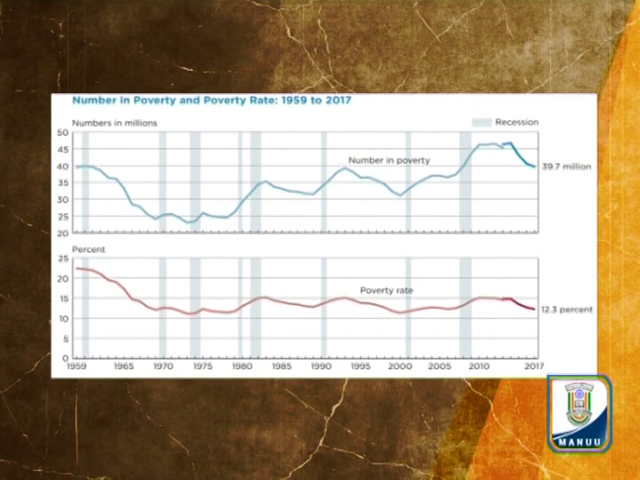 Number in Poverty and Poverty Rate: 1959 to 2017
Numbers in millions
Recession
50
45
40
35
30
25
20
Number in poverty
39.7 million
Percent
25
20
15
10
5
0
Poverty rate
12.3 percent
1959 1965 1970 1975 1980 1985 1990 1995 2000 2005 2010 2017
MANUU